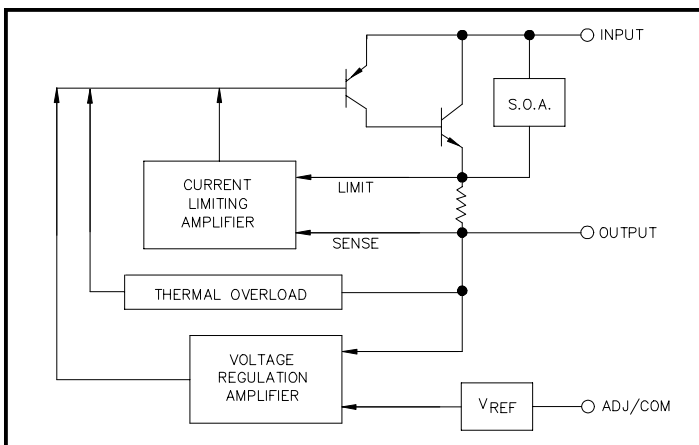 INPUT
S.O.A.
LIMIT
CURRENT
LIMITING
AMPLIFIER
SENSE
OUTPUT
THERMAL OVERLOAD
VOLTAGE
REGULATION
AMPLIFIER
VREF
ADJ/COM